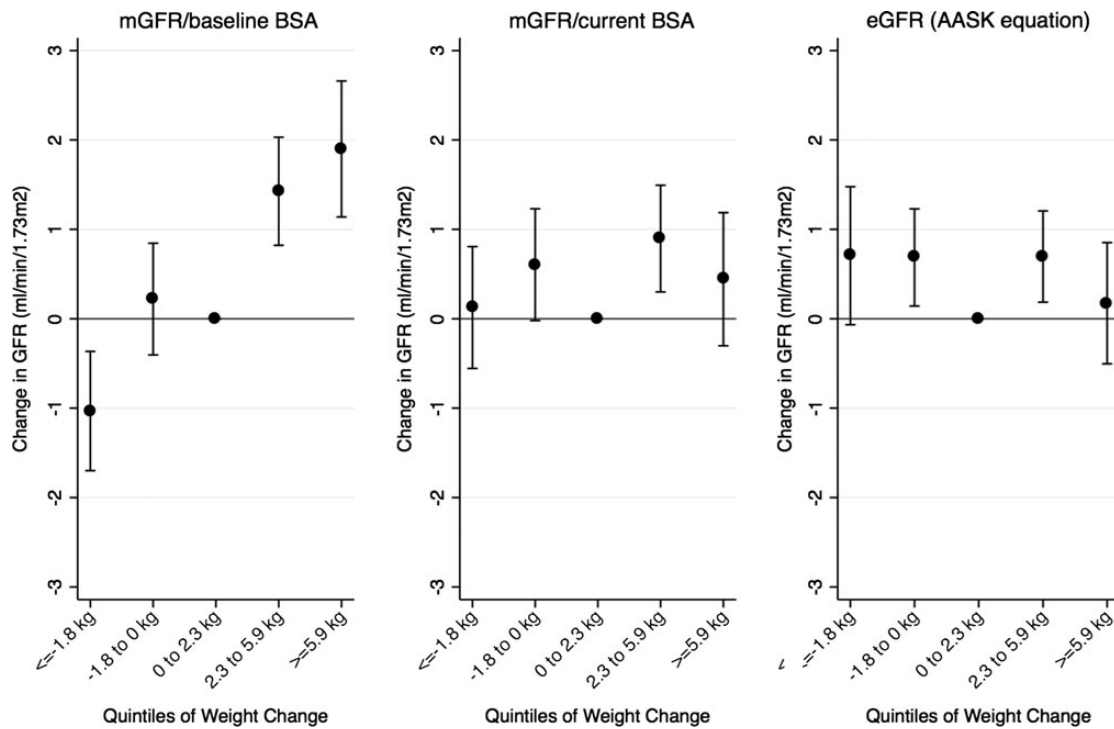 mGFR/baseline BSA
Change in GFR (ml/min/1.73m2)
3
2
1
0
-1
-2
-3
<=-1.8 kg
-1.8 to 0 kg
0 to 2.3 kg
2.3 to 5.9 kg
>=5.9 kg
Quintiles of Weight Change
mGFR/current BSA
Change in GFR (ml/min/1.73m2)
3
2
1
0
-1
-2
-3
<=-1.8 kg
-1.8 to 0 kg
0 to 2.3 kg
2.3 to 5.9 kg
>=5.9 kg
Quintiles of Weight Change
eGFR (AASK equation)
Change in GFR (ml/min/1.73m2)
3
2
1
0
-1
-2
-3
<=-1.8 kg
-1.8 to 0 kg
0 to 2.3 kg
2.3 to 5.9 kg
>=5.9 kg
Quintiles of Weight Change